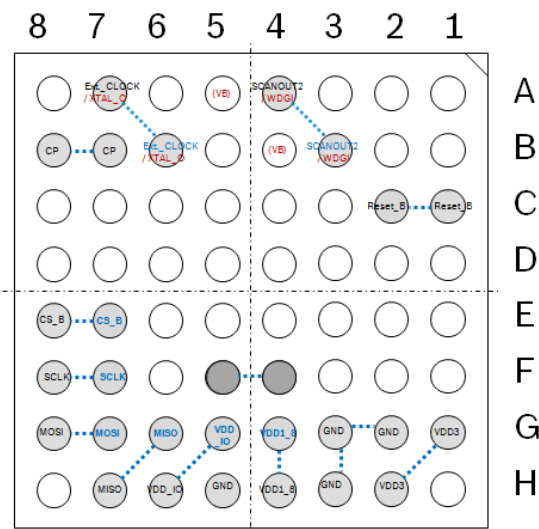 8 7 6 5 4 3 2 1
Ext_CLOCK
/ XTAL_O
(VB)
SCANOUT2
/WDGI
A
CP
CP
Ext_CLOCK
/ XTAL_O
(VB)
SCANOUT2
/WDGI
B
Reset_B
Reset_B
C
D
CS_B
CS_B
E
SCLK
SCLK
F
MOSI
MOSI
MISO
VDD
_IO
VDD1_8
GND
GND
VDD3
G
MISO
VDD_IO
GND
VDD1_8
GND
VDD3
H